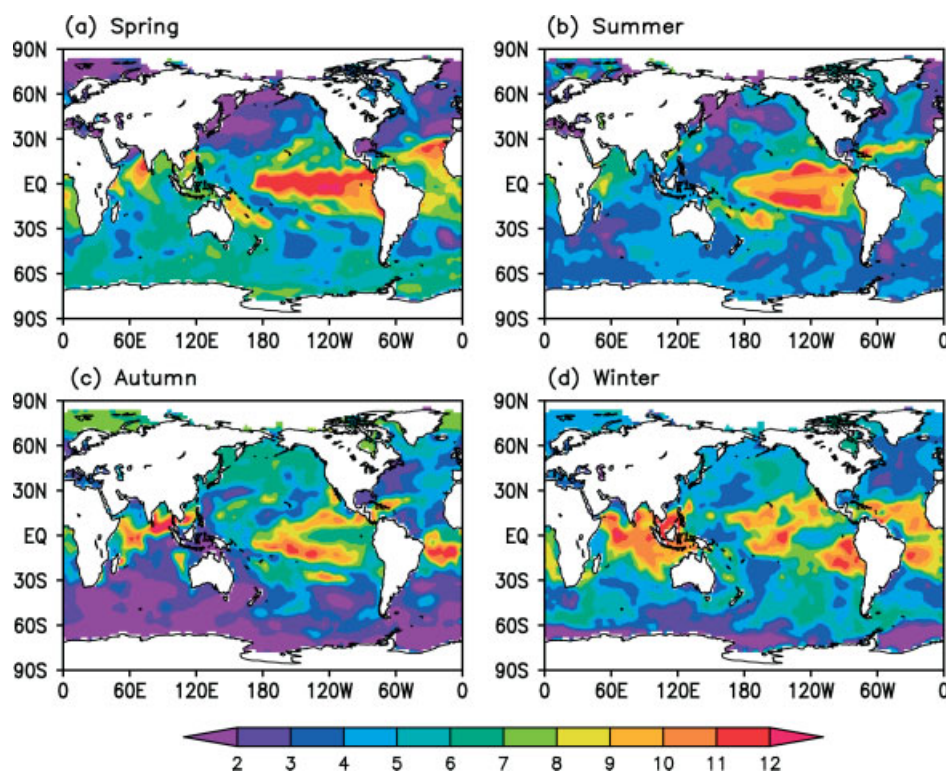 (a) Spring
(b) Summer
90N
60N
30N
EQ
30S
60S
90S
0 60E 120E 180 120W 60W 0
90N
60N
30N
EQ
30S
60S
90S
0 60E 120E 180 120W 60W 0
(c) Autumn
(d) Winter
90N
60N
30N
EQ
30S
60S
90S
0 60E 120E 180 120W 60W 0
90N
60N
30N
EQ
30S
60S
90S
0 60E 120E 180 120W 60W 0
2 3 4 5 6 7 8 9 10 11 12